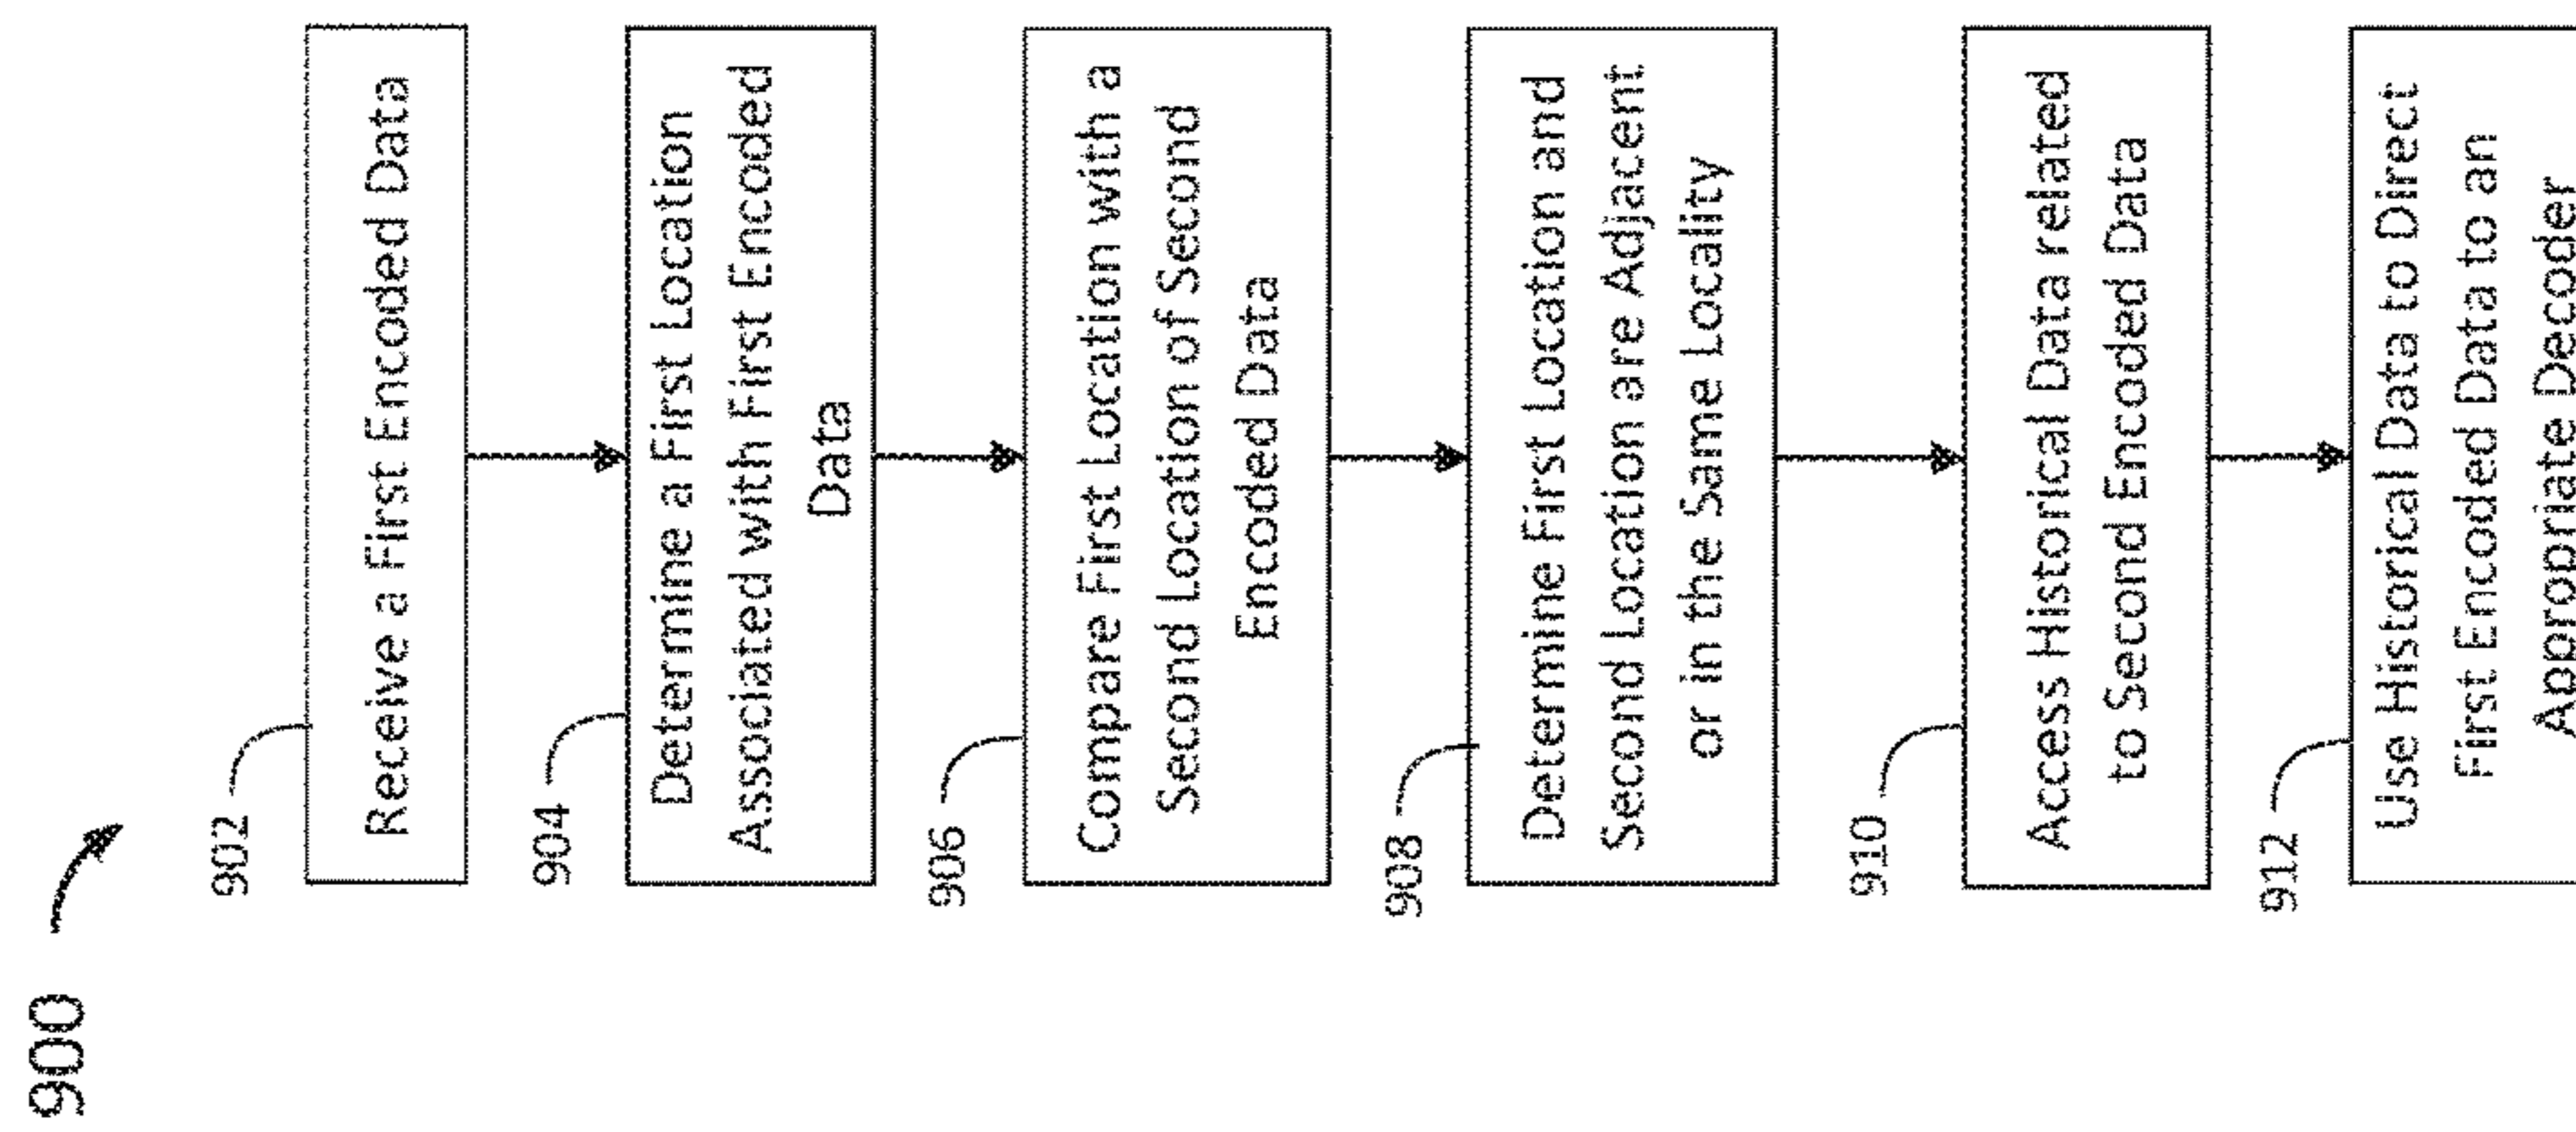 900
902
Receive a First Encoded Data
904
Determine a First Location
Associated with First Encoded
Data
906
Compare First Location with a
Second Location of Second
Encoded Data
908
Determine First Location and
Second Location are Adjacent
or in the Same Locality
910
Access Historical Data related
to Second Encoded Data
912
Use Historical Data to Direct
First Encoded Data to an
Appropriate Decoder